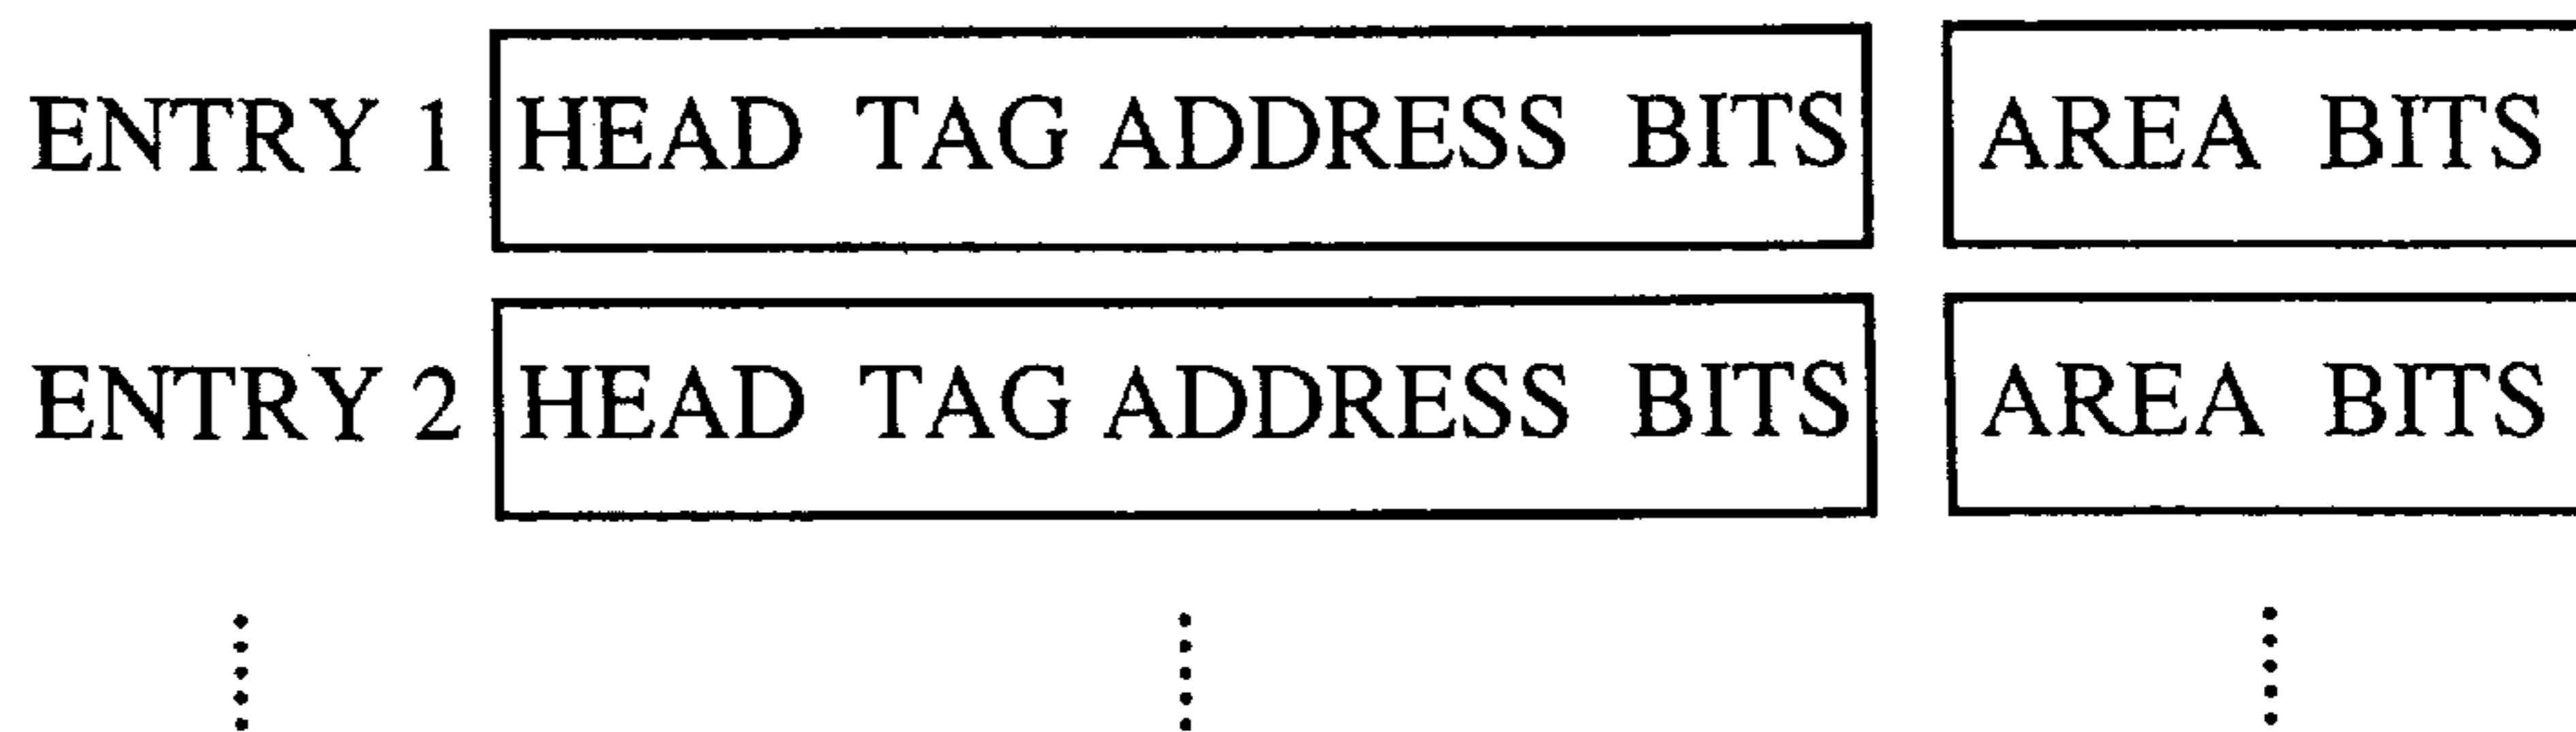 ENTRY 1 HEAD TAG ADDRESS BITS AREA BITS
ENTRY 2 HEAD TAG ADDRESS BITS AREA BITS